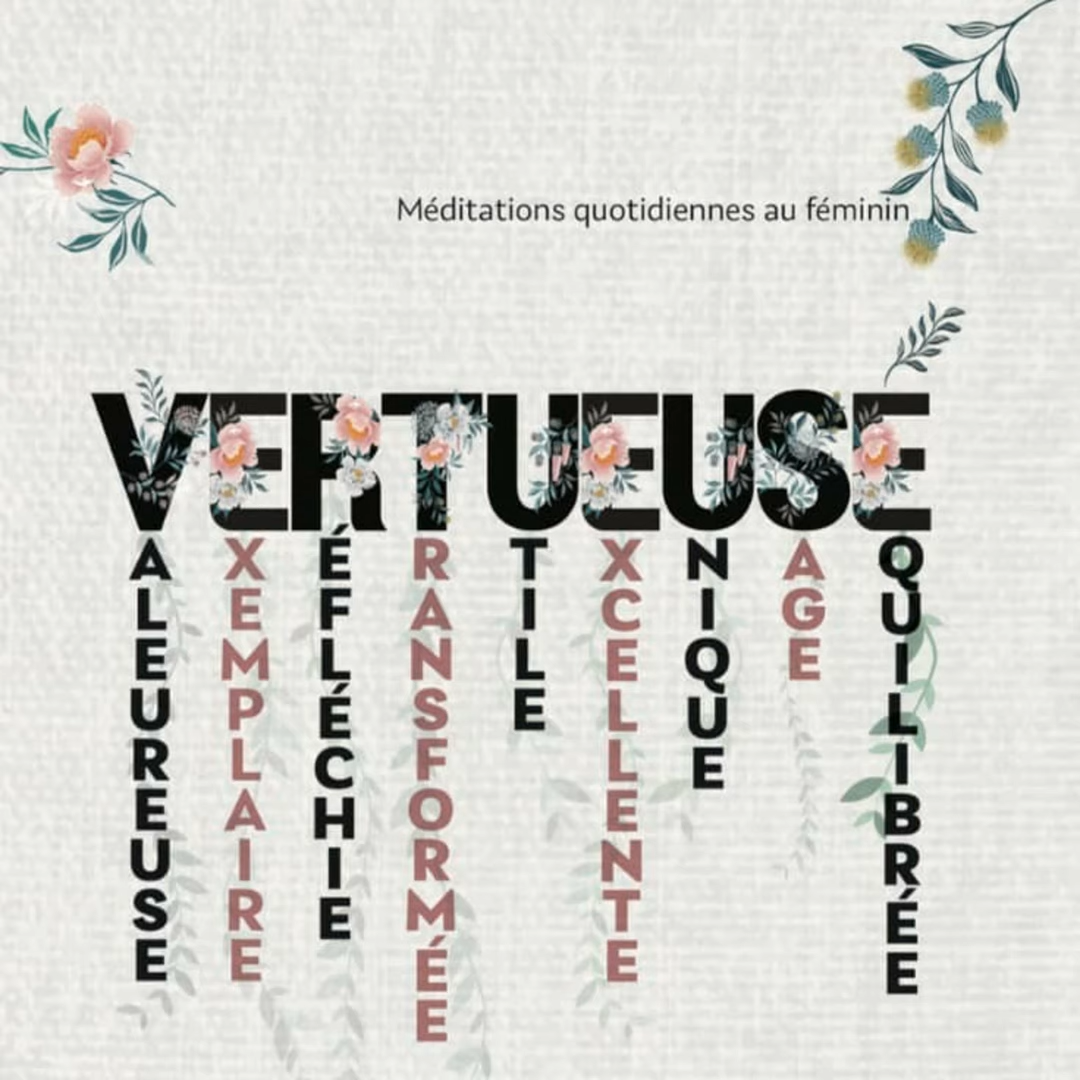 Méditations quotidiennes au féminin
VERTUEUSE
ALEUREUSE
XEMPLAIRE
ÉFLÉCHIE
RANSFORMÉE
TILE
XCELLENTE
NIQUE
AGE
QUILIBRÉE